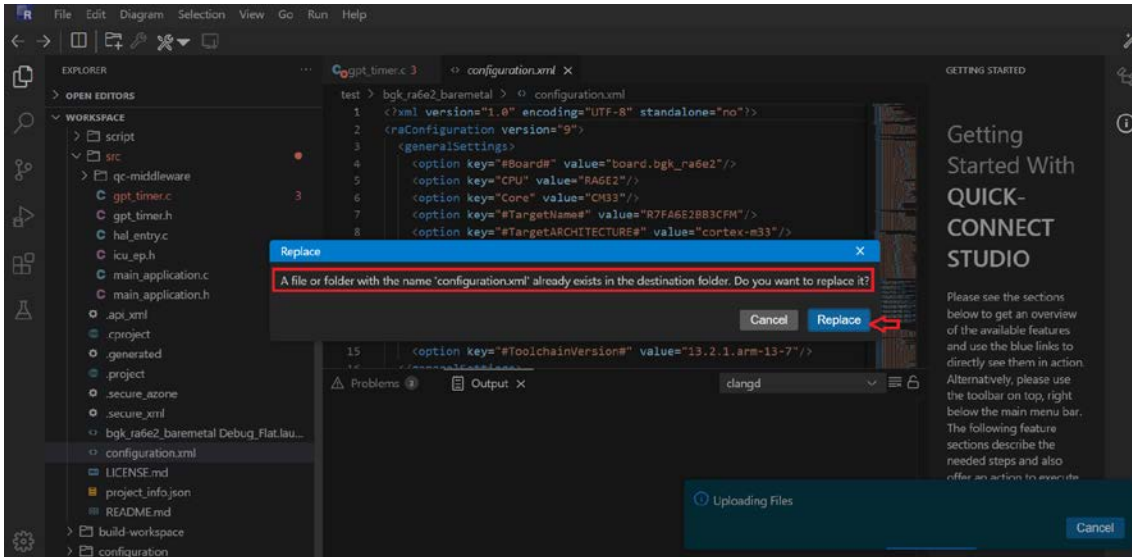 R File Edit Diagram Selection View Go Run Help
EXPLORER ...
OPEN EDITORS
WORKSPACE
script
src
qc-middleware
C gpt_timer.c 3
C gpt_timer.h
C hal_entry.c
C icu_ep.h
C main_application.c
C main_application.h
.api_xml
.cproject
.generated
.project
.secure_azone
.secure_xml
bgk_ra6e2_baremetal Debug_Flat.lau...
configuration.xml
LICENSE.md
project_info.json
README.md
build-workspace
configuration
gpt_timer.c 3 configuration.xml
test > bgk_ra6e2_baremetal > configuration.xml
1 <?xml version="1.0" encoding="UTF-8" standalone="no"?>
2 <raConfiguration version="9">
3 <generalSettings>
4 <option key="#Board#" value="board.bgk_ra6e2"/>
5 <option key="CPU" value="RA6E2"/>
6 <option key="Core" value="CM33"/>
7 <option key="#TargetName#" value="R7FA6E2BB3CFM"/>
8 <option key="#TargetARCHITECTURE#" value="cortex-m33"/>
Replace
A file or folder with the name 'configuration.xml' already exists in the destination folder. Do you want to replace it?
Cancel Replace
15 <option key="#ToolchainVersion#" value="13.2.1.arm-13-7"/>
Problems 3 Output clangd
GETTING STARTED
Getting
Started With
QUICK-
CONNECT
STUDIO
Please see the sections
below to get an overview
of the available features
and use the blue links to
directly see them in action.
Alternatively, please use
the toolbar on top, right
below the main menu bar.
The following feature
sections describe the
needed steps and also
offer an action to execute
Uploading Files
Cancel